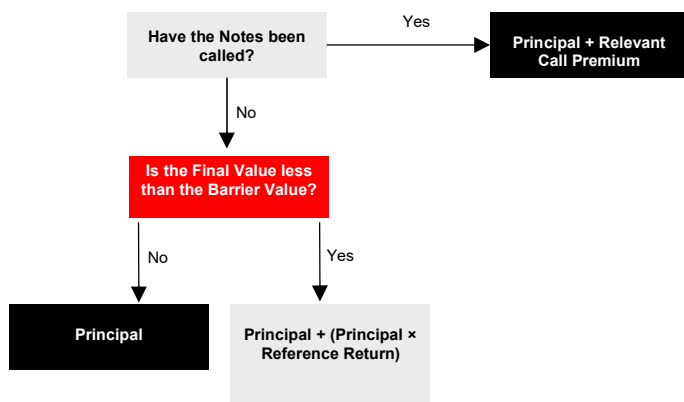 Have the Notes been
called?
Yes
Principal + Relevant
Call Premium
No
Is the Final Value less
than the Barrier Value?
No
Yes
Principal
Principal + (Principal ×
Reference Return)